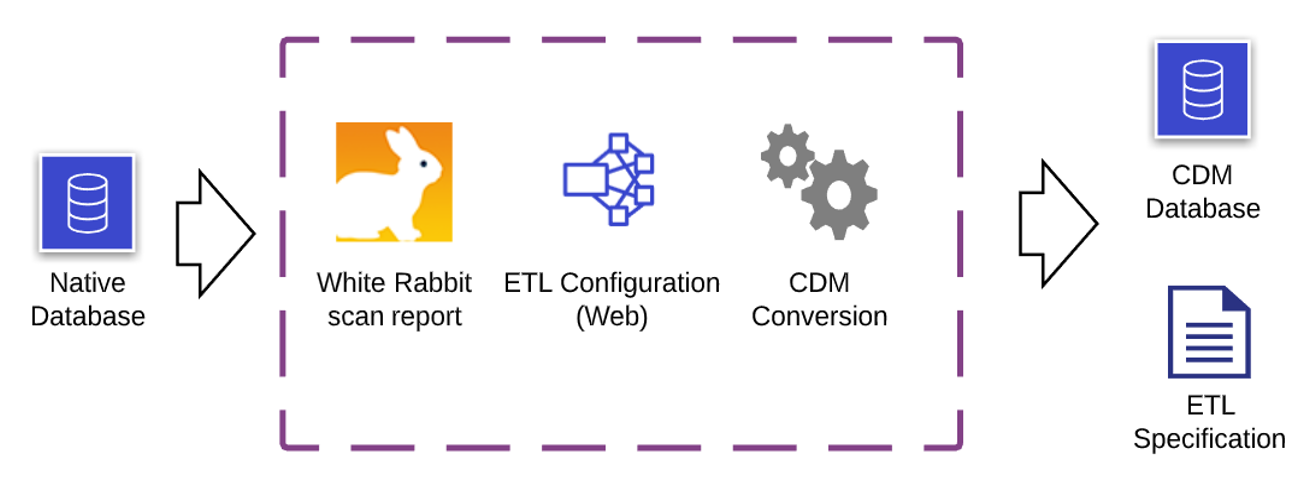 Native
Database
White Rabbit
scan report
ETL Configuration
(Web)
CDM
Conversion
CDM
Database
ETL
Specification